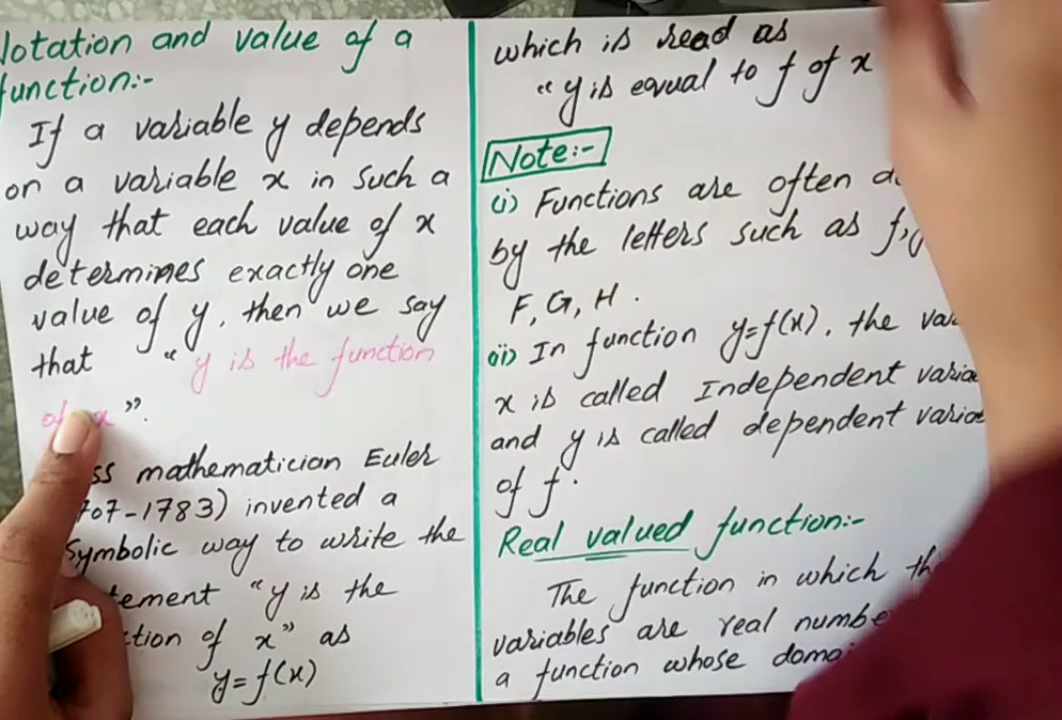 Notation and value of a
function:-
If a variable y depends
on a variable x in such a
way that each value of x
determines exactly one
value of y, then we say
that " y is the function
of x ".
mathematician Euler
-1783) invented a
Symbolic way to write the
"y is the
of x" as
y=f(x)
which is read as
" y is equal to f of x
Note:-
(i) Functions are often
by the letters such as f,
F, G, H.
(ii) In function y=f(x), the
x is called Independent
and y is called dependent
of f.
Real valued function:-
The function in which
variables are real
a function whose